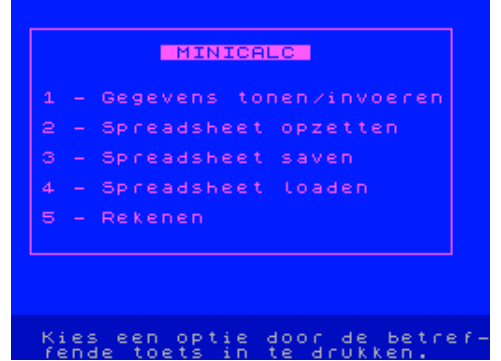 MINICALC
1 - Gegevens tonen/invoeren
2 - Spreadsheet opzetten
3 - Spreadsheet saven
4 - Spreadsheet loaden
5 - Rekenen
Kies een optie door de betref-
fende toets in te drukken.